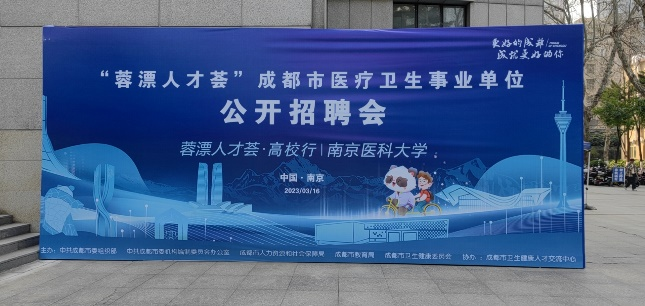 更好的成都
成就更好的你
“蓉漂人才荟”成都市医疗卫生事业单位
公开招聘会
蓉漂人才荟·高校行|南京医科大学
中国·南京
2023/03/16
主办：中共成都市委组织部 中共成都市委机构编制委员会办公室 成都市人力资源和社会保障局 成都市教育局 成都市卫生健康委员会 协办：成都市卫生健康人才交流中心